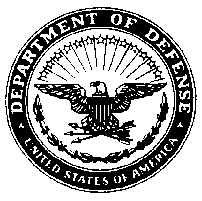 DEPARTMENT OF DEFENSE
UNITED STATES OF AMERICA